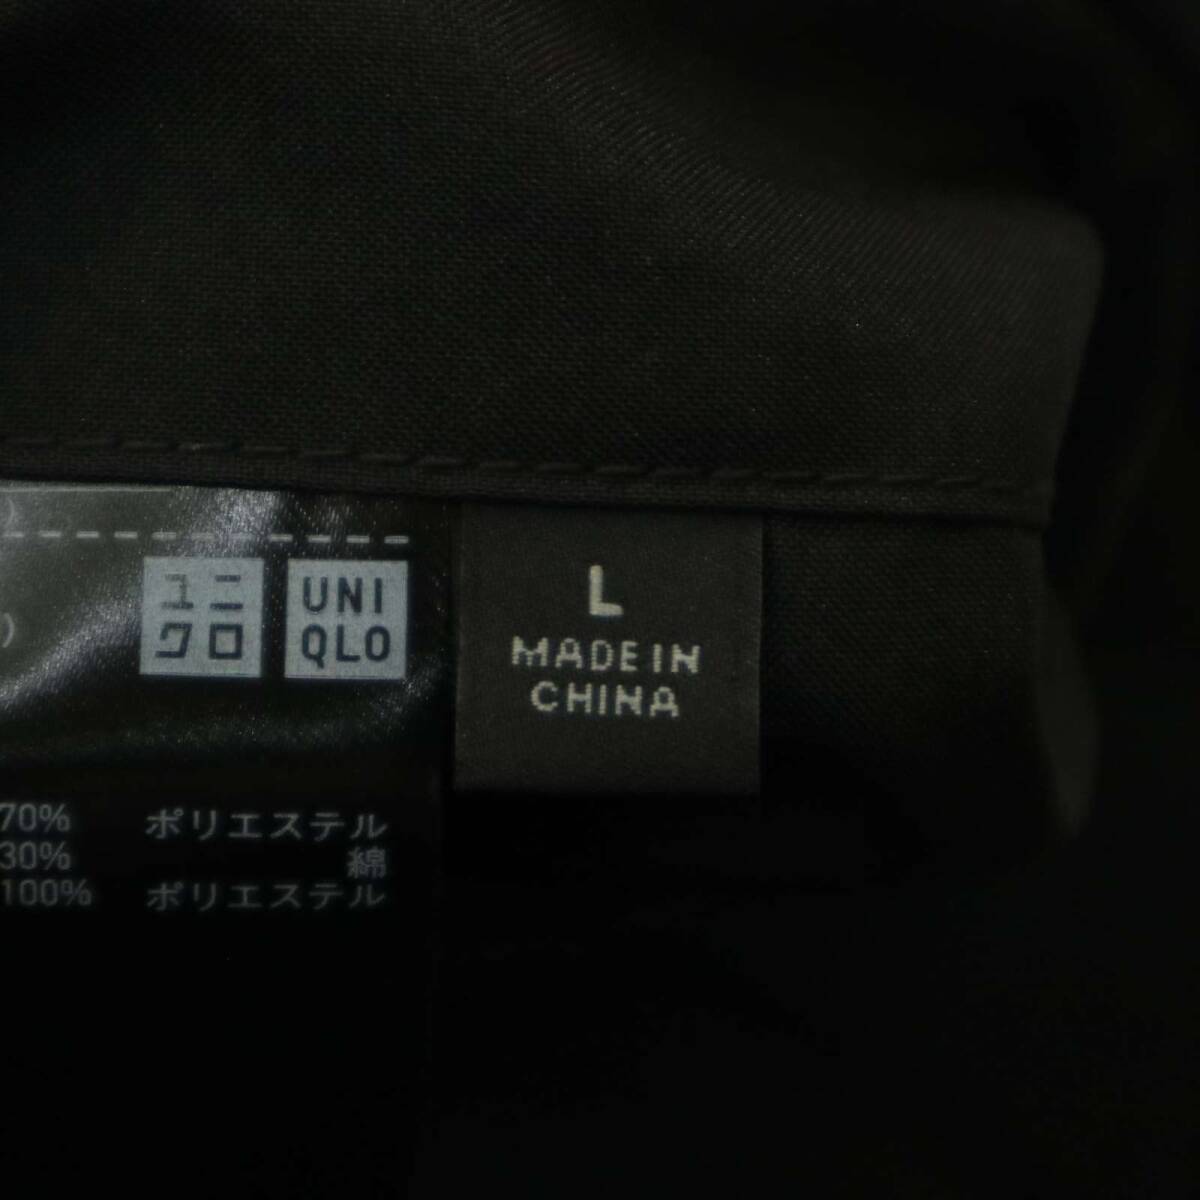 )
)
ユニ
クロ
UNI
QLO
L
MADE IN
CHINA
70% ポリエステル
30% 綿
100% ポリエステル